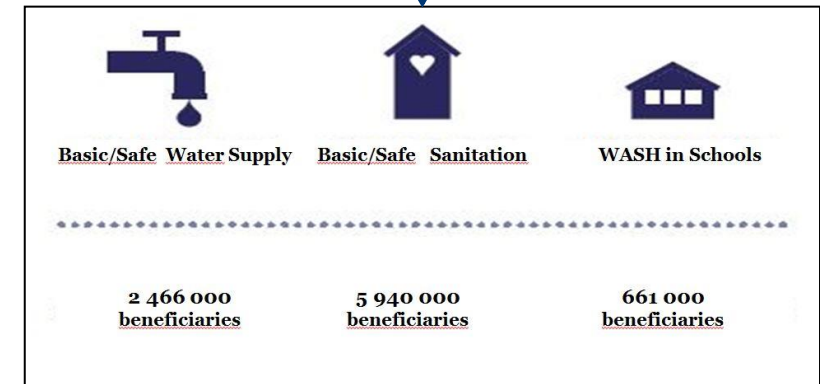 Basic/Safe Water Supply
Basic/Safe Sanitation
WASH in Schools
2 466 000
beneficiaries
5 940 000
beneficiaries
661 000
beneficiaries